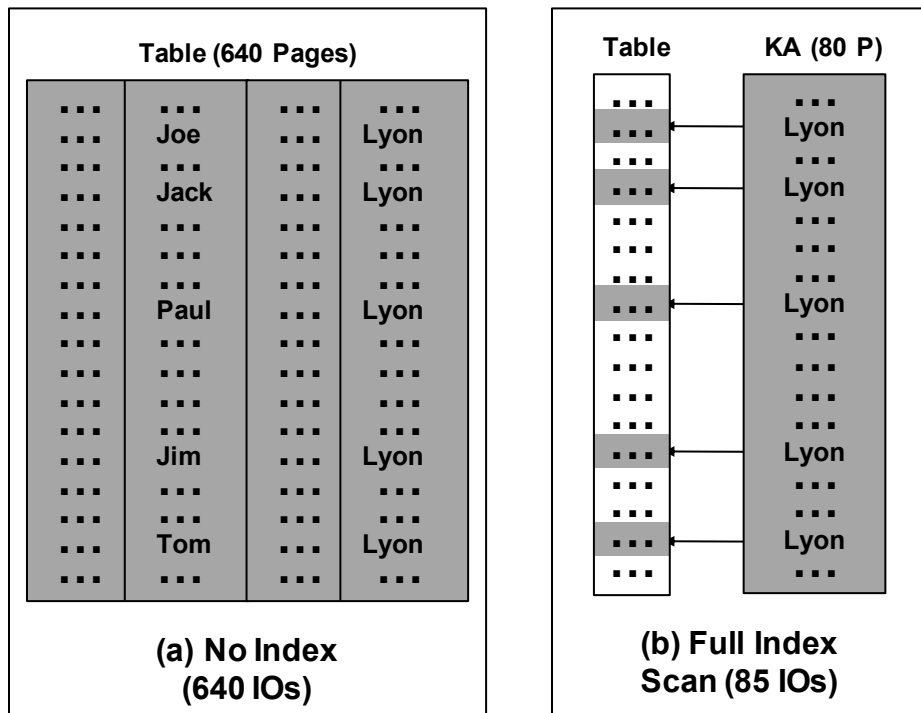 Table (640 Pages)
... ... ... ...
... Joe ... Lyon
... ... ... ...
... Jack ... Lyon
... ... ... ...
... ... ... ...
... ... ... ...
... Paul ... Lyon
... ... ... ...
... ... ... ...
... ... ... ...
... ... ... ...
... Jim ... Lyon
... ... ... ...
... ... ... ...
... Tom ... Lyon
... ... ... ...
(a) No Index
(640 IOs)
Table KA (80 P)
... ...
... Lyon
... ...
... Lyon
... ...
... ...
... ...
... Lyon
... ...
... ...
... ...
... ...
... Lyon
... ...
... ...
... Lyon
... ...
(b) Full Index
Scan (85 IOs)